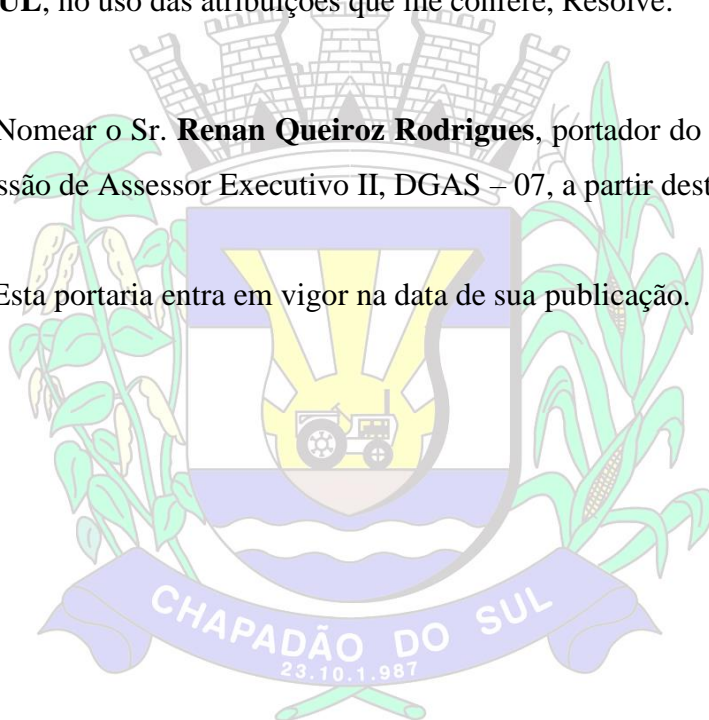 UL, no uso das atribuições que lhe confere, Resolve:
Nomear o Sr. Renan Queiroz Rodrigues, portador do
ssão de Assessor Executivo II, DGAS – 07, a partir dest
Esta portaria entra em vigor na data de sua publicação.
CHAPADÃO DO SUL
23.10.1.987